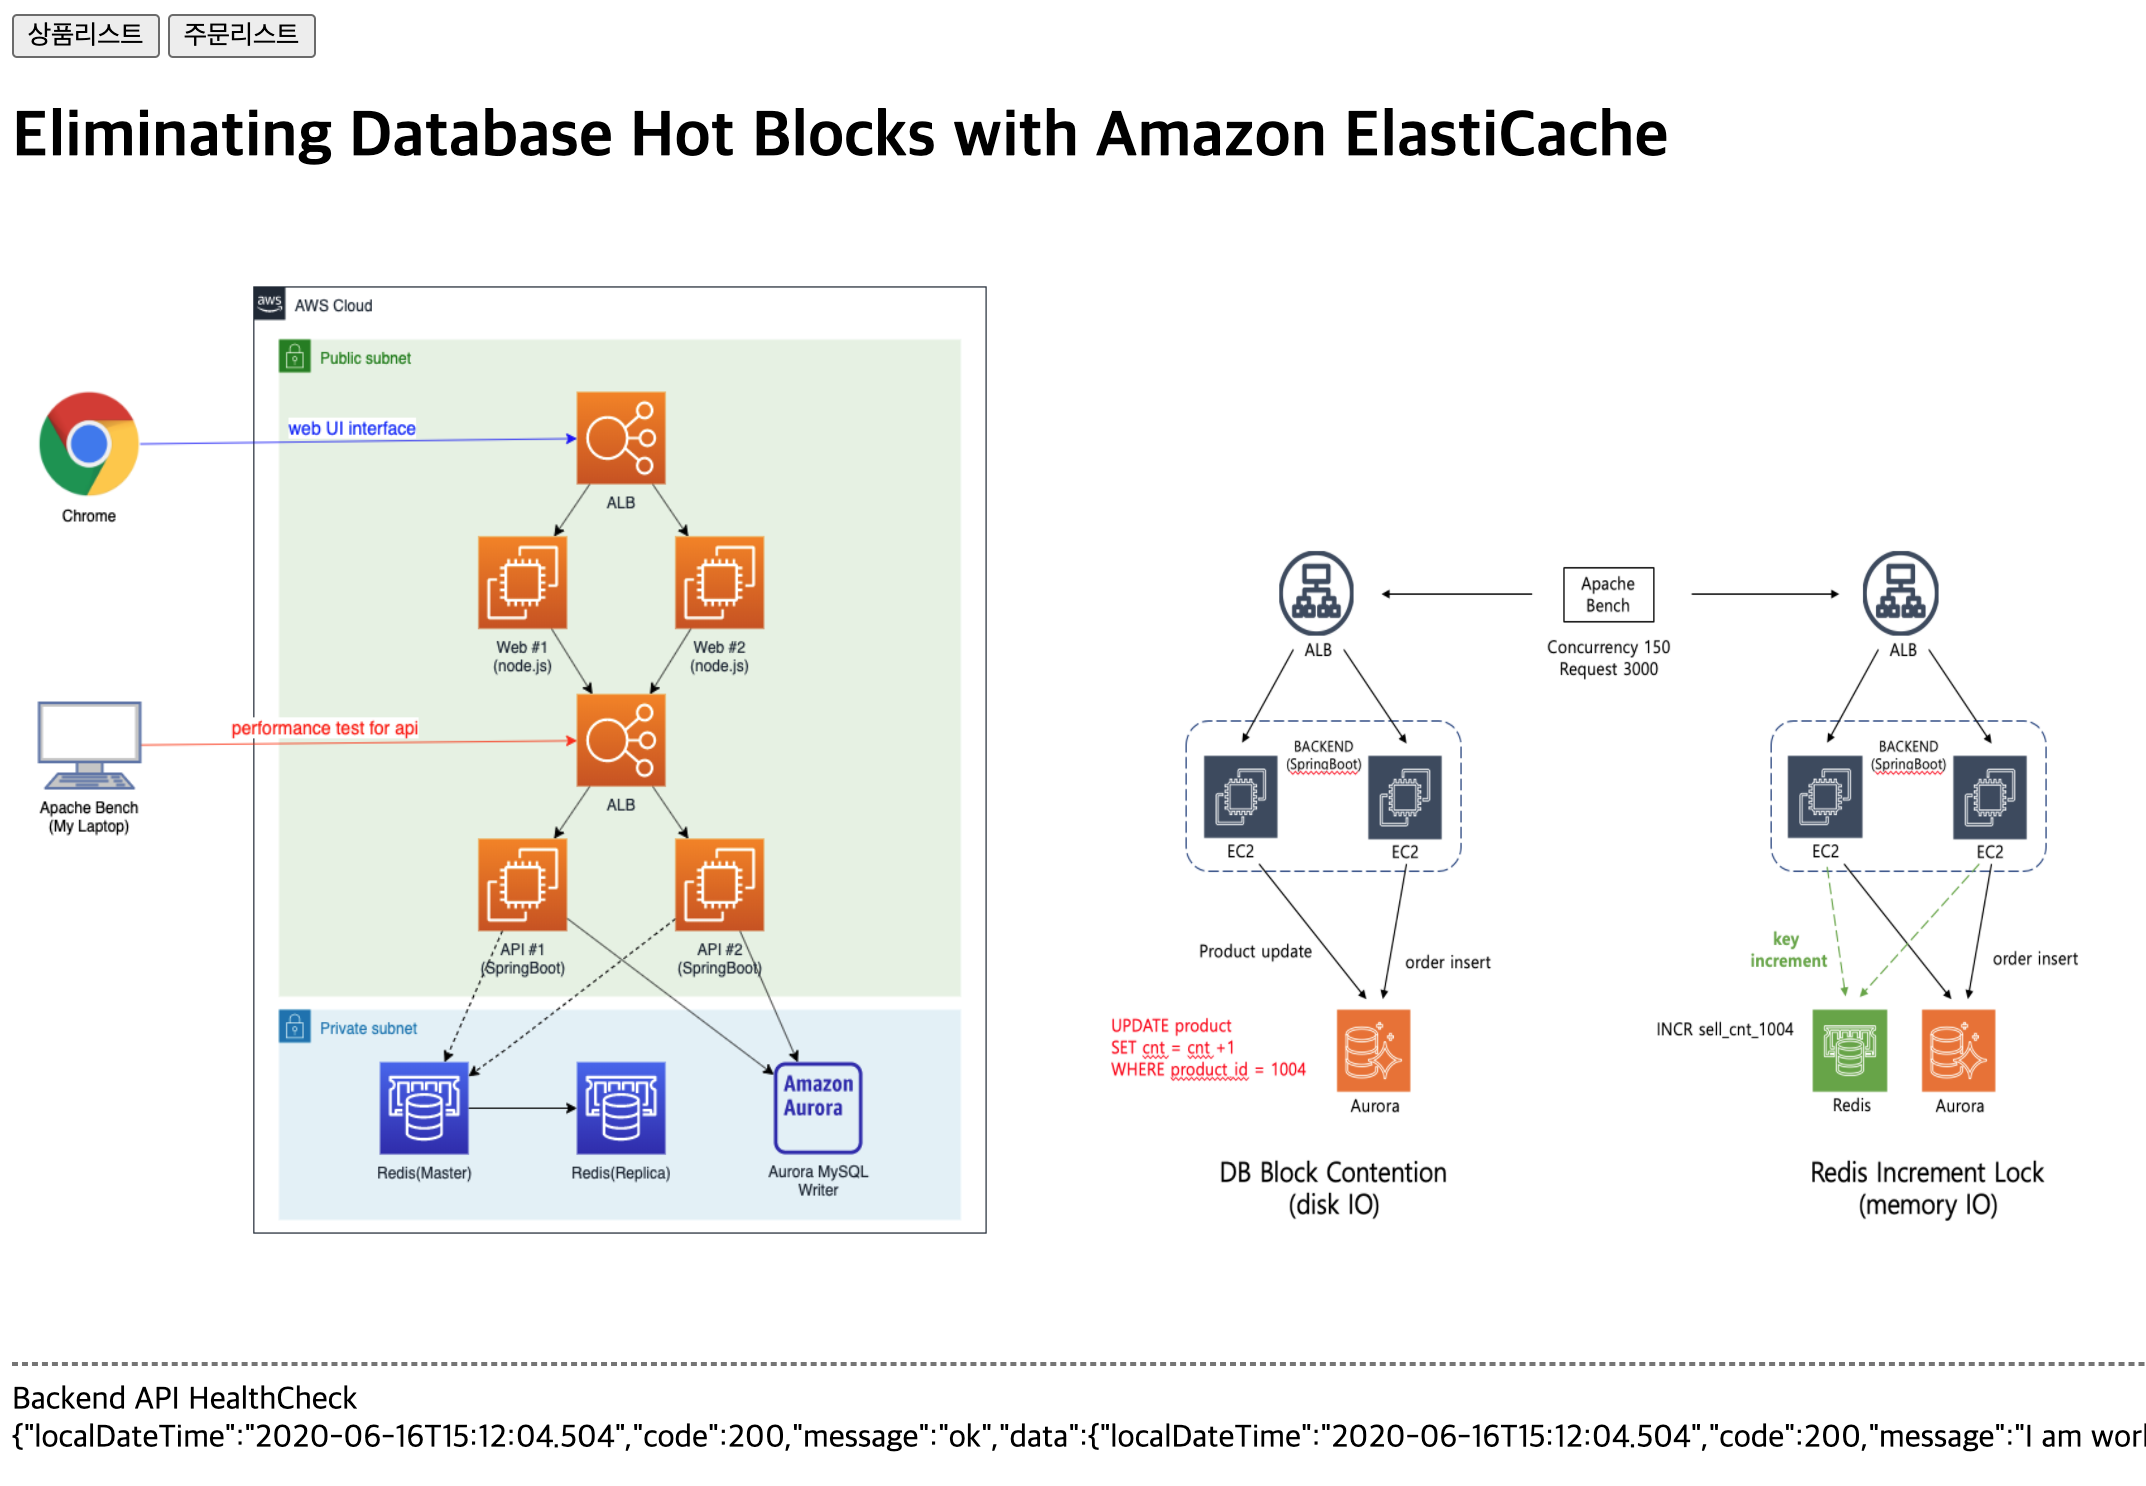 상품리스트 주문리스트
Eliminating Database Hot Blocks with Amazon ElastiCache
aws AWS Cloud
Public subnet
web UI interface
Chrome
ALB
Web #1
(node.js)
Web #2
(node.js)
performance test for api
Apache Bench
(My Laptop)
ALB
API #1
(SpringBoot)
API #2
(SpringBoot)
Private subnet
Redis(Master)
Redis(Replica)
Amazon
Aurora
Aurora MySQL
Writer
Apache
Bench
Concurrency 150
Request 3000
ALB
BACKEND
(SpringBoot)
EC2
EC2
Product update
order insert
UPDATE product
SET cnt = cnt +1
WHERE product_id = 1004
Aurora
DB Block Contention
(disk IO)
ALB
BACKEND
(SpringBoot)
EC2
EC2
key
increment
order insert
INCR sell_cnt_1004
Redis
Aurora
Redis Increment Lock
(memory IO)
Backend API HealthCheck
{"localDateTime":"2020-06-16T15:12:04.504","code":200,"message":"ok","data":{"localDateTime":"2020-06-16T15:12:04.504","code":200,"message":"I am